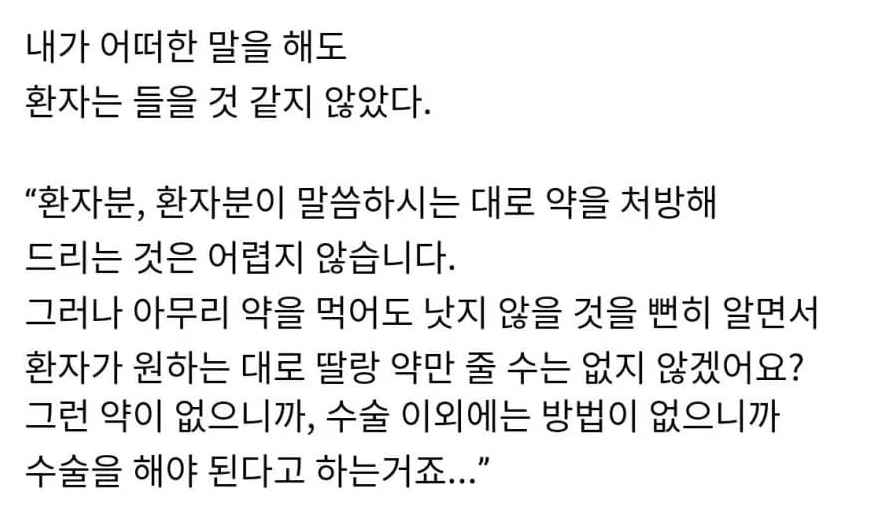 내가 어떠한 말을 해도
환자는 들을 것 같지 않았다.
“환자분, 환자분이 말씀하시는 대로 약을 처방해
드리는 것은 어렵지 않습니다.
그러나 아무리 약을 먹어도 낫지 않을 것을 뻔히 알면서
환자가 원하는 대로 딸랑 약만 줄 수는 없지 않겠어요?
그런 약이 없으니까, 수술 이외에는 방법이 없으니까
수술을 해야 된다고 하는거죠...”